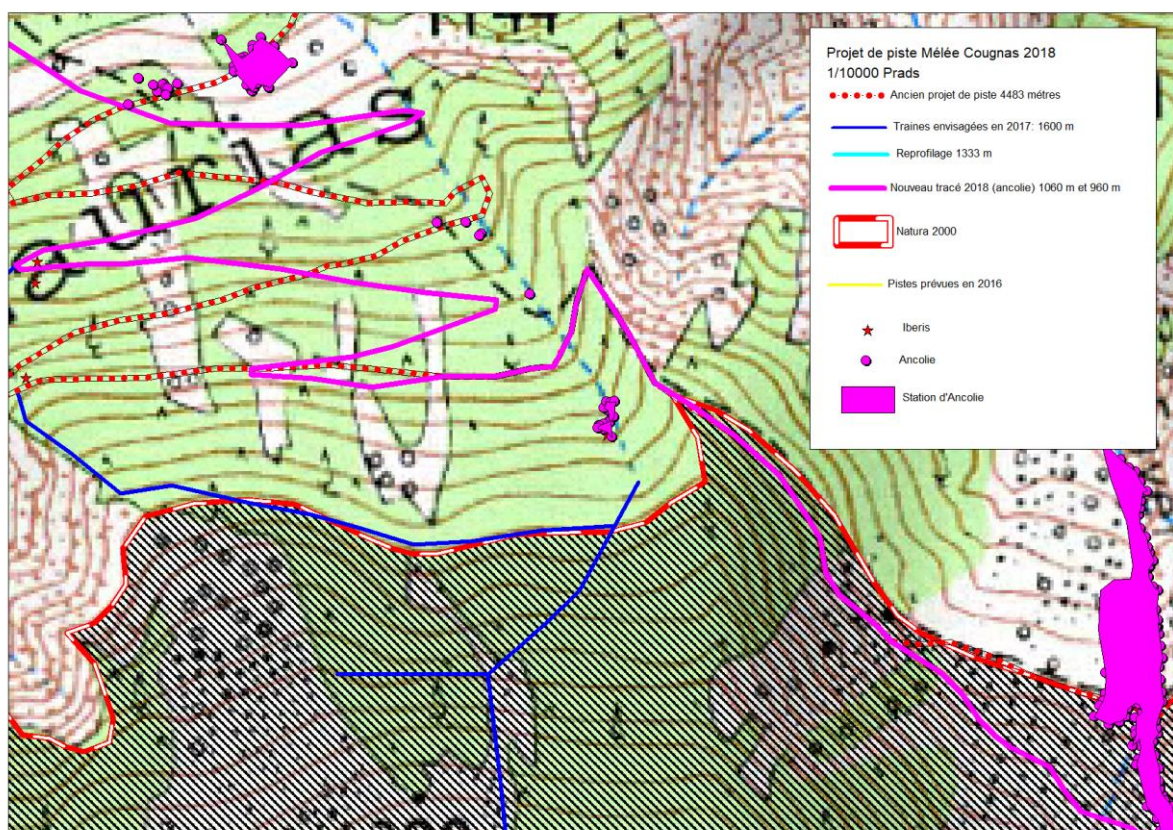 Projet de piste Mélée Cougnas 2018
1/10000 Prads
Ancien projet de piste 4483 métres
Traines envisagées en 2017: 1600 m
Reprofilage 1333 m
Nouveau tracé 2018 (ancolie) 1060 m et 960 m
Natura 2000
Pistes prévues en 2016
Iberis
Ancolie
Station d'Ancolie